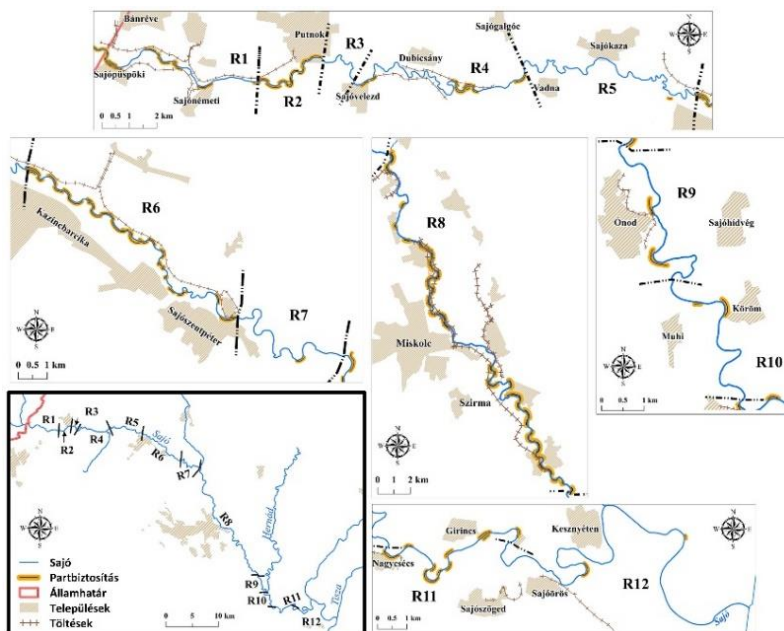 Bánréve
Sajópüspöki
R1
Sajónémeti
Putnok
R2
R3
Sajóvelezd
Dubicsány
R4
Sajógalgóc
Vadna
Sajókaza
R5
N
W E
S
0 0.5 1 2 km
R6
Kazincbarcika
Sajószentpéter
R7
N
W E
S
0 0.5 1 km
R8
Miskolc
Szirma
N
W E
S
0 0.5 1 2 km
R9
Ónod
Sajóhídvég
Köröm
Muhi
R10
N
W E
S
0 0.5 1 km
R1
R2
R3
R4
R5
Sajó
R6
R7
R8
Hernád
R9
R10
R11
R12
Tisza
N
W E
S
Sajó
Partbiztosítás
Államhatár
Települések
Töltések
0 5 10 km
Nagycsécs
R11
Girincs
Sajószöged
Sajóörös
Kesznyéten
R12
Sajó
N
W E
S
0 0.5 1 km